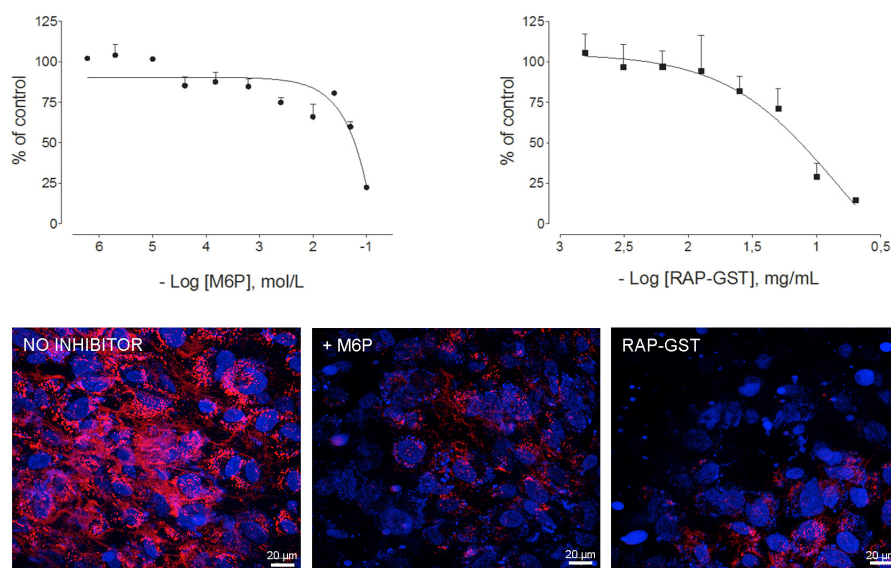 125
100
75
50
25
0
% of control
6 5 4 3 2 -1
- Log [M6P], mol/L
125
100
75
50
25
0
% of control
3 2,5 2 1,5 1 0,5
- Log [RAP-GST], mg/mL
NO INHIBITOR
20 µm
+ M6P
20 µm
RAP-GST
20 µm